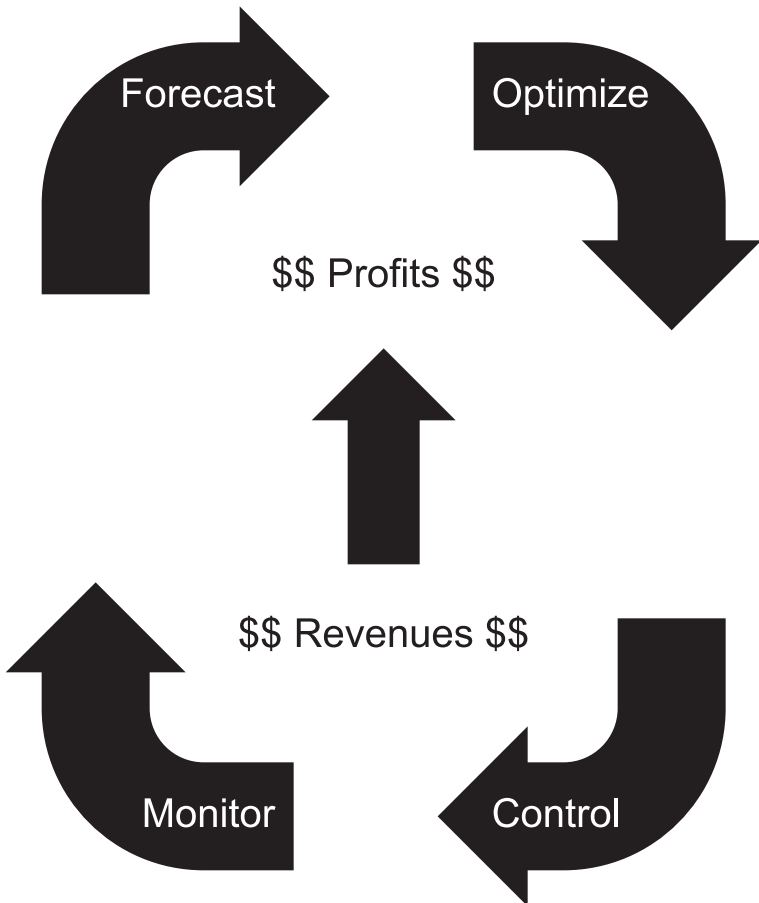 Forecast
Optimize
$$ Profits $$
$$ Revenues $$
Monitor
Control